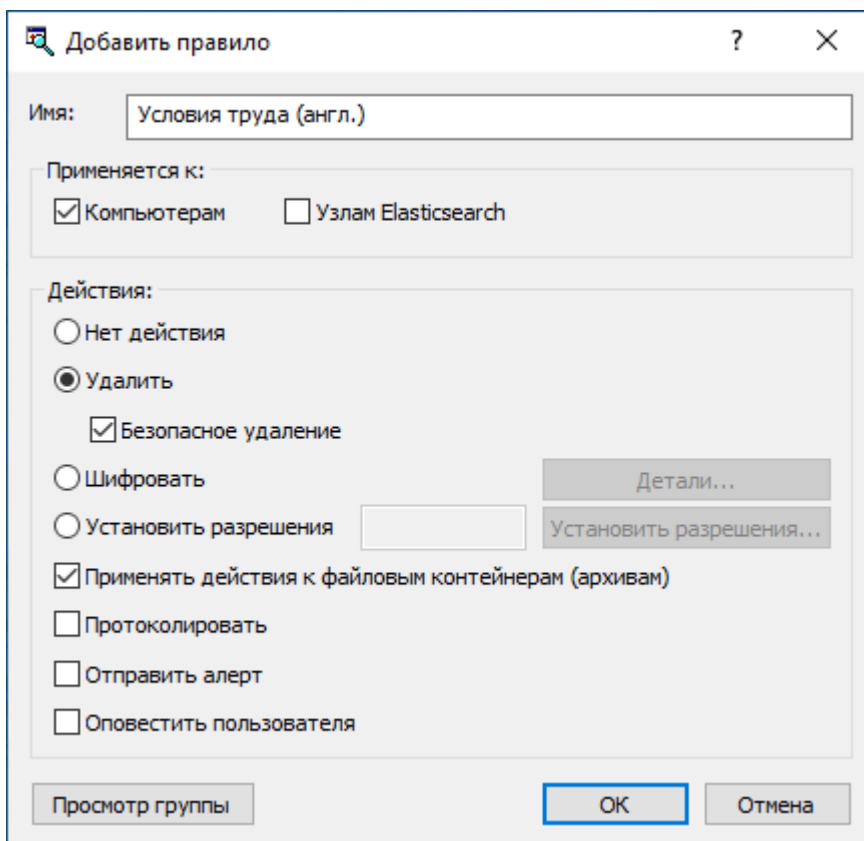 Добавить правило
?
Имя: Условия труда (англ.)
Применяется к:
Компьютерам Узлам Elasticsearch
Действия:
Нет действия
Удалить
Безопасное удаление
Шифровать Детали...
Установить разрешения Установить разрешения...
Применять действия к файловым контейнерам (архивам)
Протоколировать
Отправить алерт
Оповестить пользователя
Просмотр группы ОК Отмена